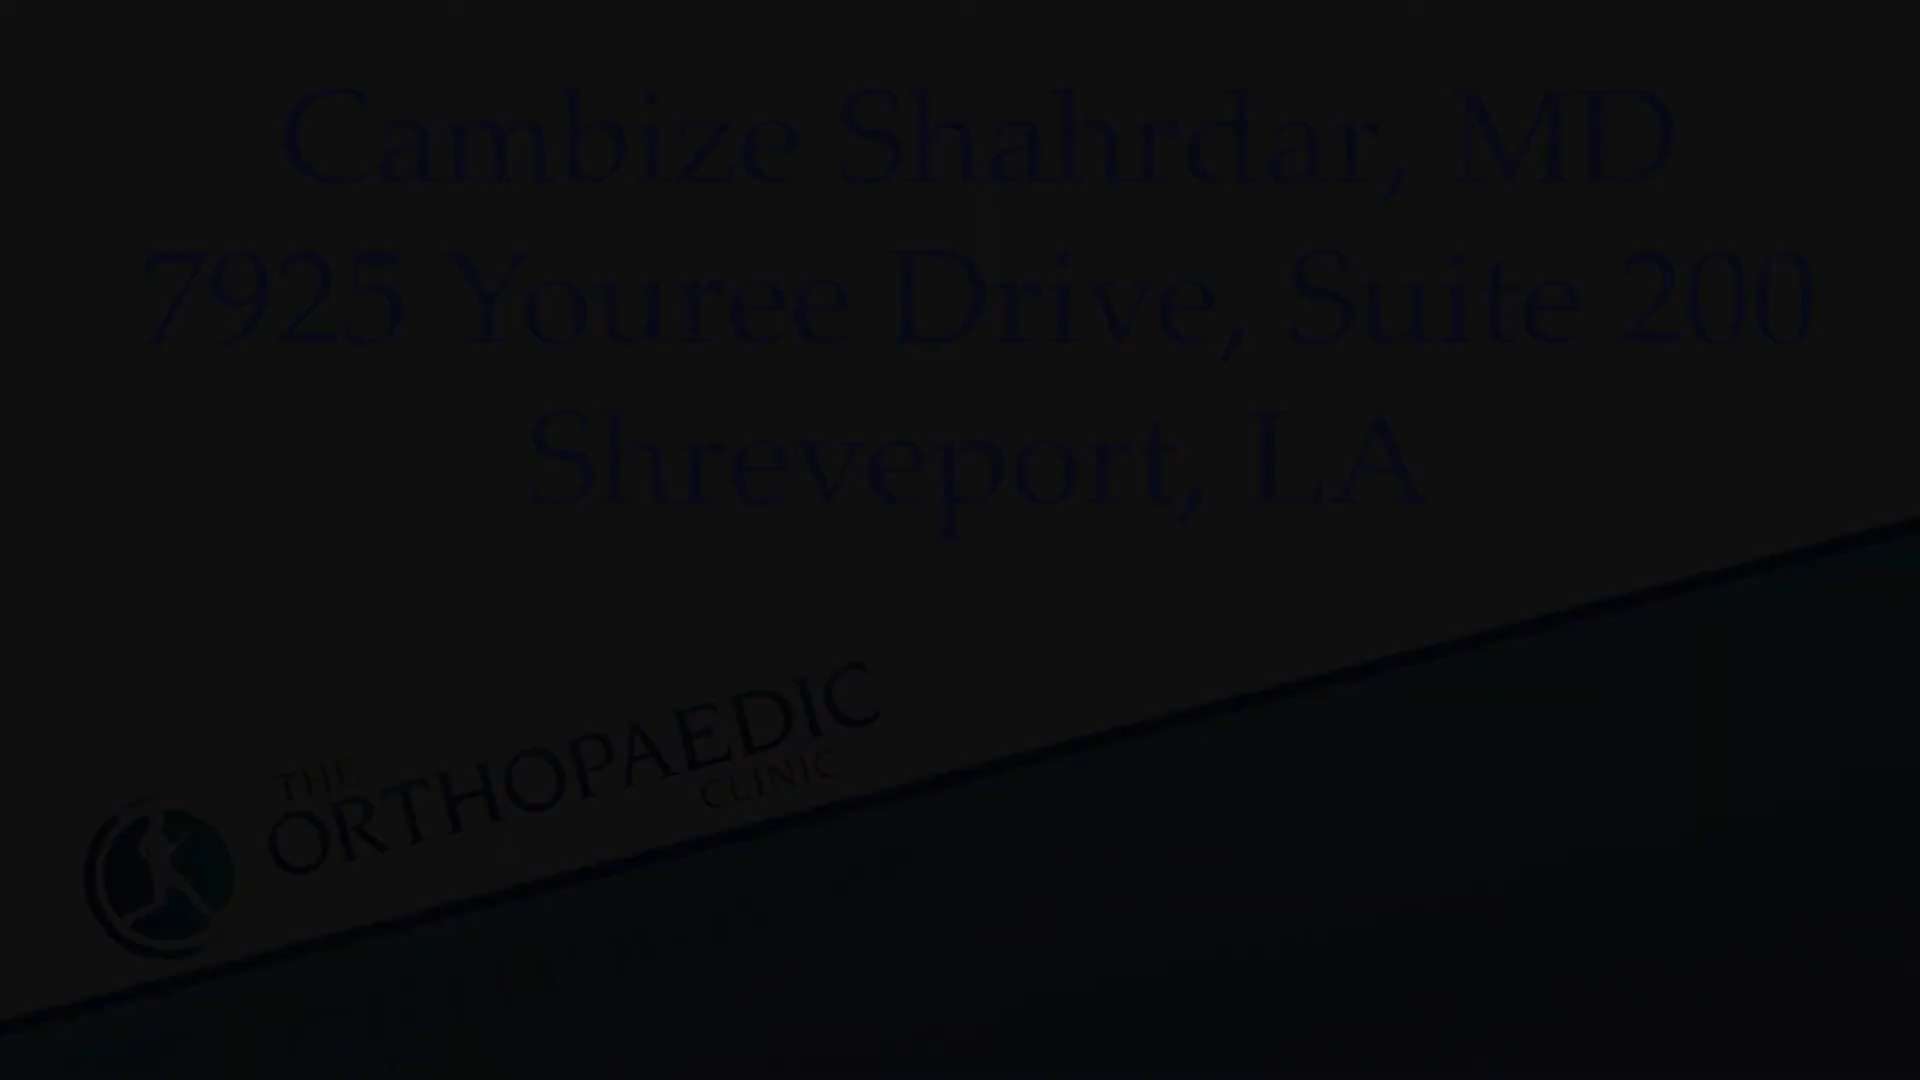 Cambize Shahrdar, MD
7925 Youree Drive, Suite 200
Shreveport, LA
THE
ORTHOPAEDIC
CLINIC